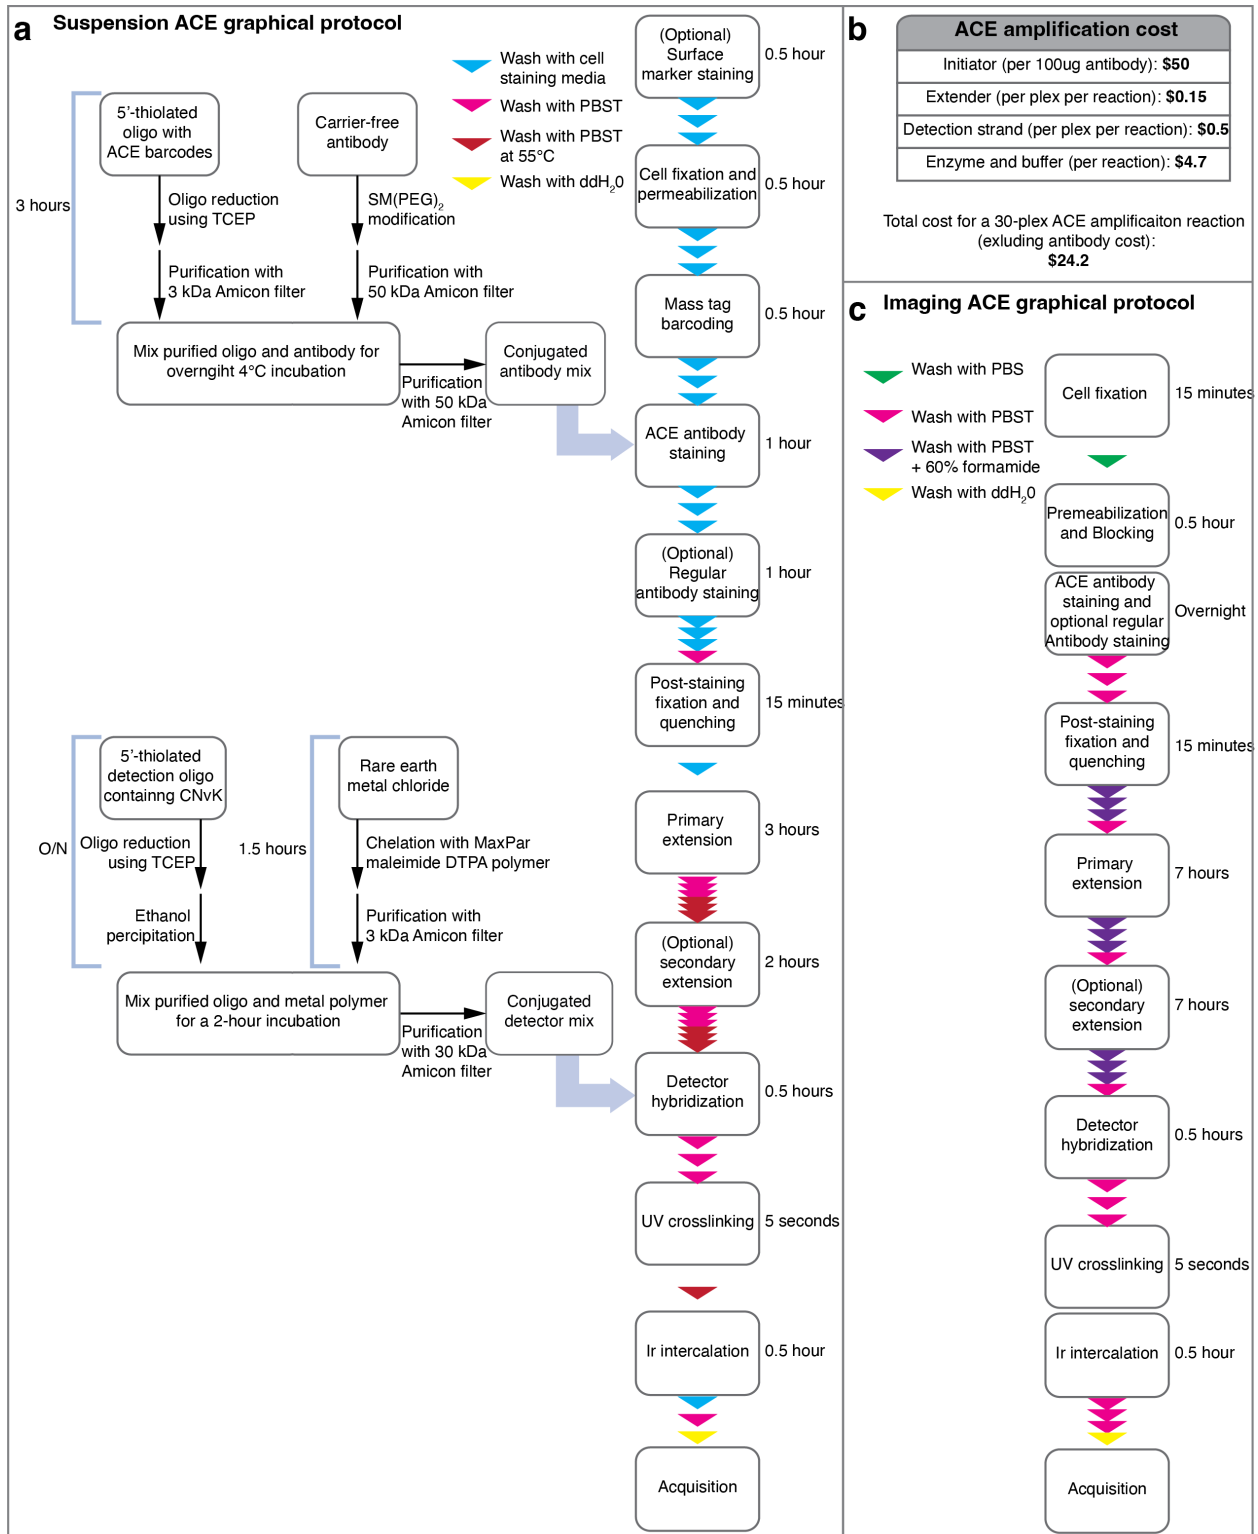 a
Suspension ACE graphical protocol
Wash with cell
staining media
Wash with PBST
Wash with PBST
at 55°C
Wash with ddH₂0
3 hours
5’-thiolated
oligo with
ACE barcodes
Carrier-free
antibody
Oligo reduction
using TCEP
SM(PEG)₂
modification
Purification with
3 kDa Amicon filter
Purification with
50 kDa Amicon filter
Mix purified oligo and antibody for
overngiht 4°C incubation
Purification
with 50 kDa
Amicon filter
Conjugated
antibody mix
O/N
5’-thiolated
detection oligo
containng CNvK
Oligo reduction
using TCEP
Ethanol
percipitation
1.5 hours
Rare earth
metal chloride
Chelation with MaxPar
maleimide DTPA polymer
Purification with
3 kDa Amicon filter
Mix purified oligo and metal polymer
for a 2-hour incubation
Purification
with 30 kDa
Amicon filter
Conjugated
detector mix
(Optional)
Surface
marker staining
0.5 hour
Cell fixation and
permeabilization
0.5 hour
Mass tag
barcoding
0.5 hour
ACE antibody
staining
1 hour
(Optional)
Regular
antibody staining
1 hour
Post-staining
fixation and
quenching
15 minutes
Primary
extension
3 hours
(Optional)
secondary
extension
2 hours
Detector
hybridization
0.5 hours
UV crosslinking
5 seconds
Ir intercalation
0.5 hour
Acquisition
b
ACE amplification cost
Initiator (per 100ug antibody): $50
Extender (per plex per reaction): $0.15
Detection strand (per plex per reaction): $0.5
Enzyme and buffer (per reaction): $4.7
Total cost for a 30-plex ACE amplificaiton reaction
(exluding antibody cost):
$24.2
c
Imaging ACE graphical protocol
Wash with PBS
Wash with PBST
Wash with PBST
+ 60% formamide
Wash with ddH₂0
Cell fixation
15 minutes
Premeabilization
and Blocking
0.5 hour
ACE antibody
staining and
optional regular
Antibody staining
Overnight
Post-staining
fixation and
quenching
15 minutes
Primary
extension
7 hours
(Optional)
secondary
extension
7 hours
Detector
hybridization
0.5 hours
UV crosslinking
5 seconds
Ir intercalation
0.5 hour
Acquisition